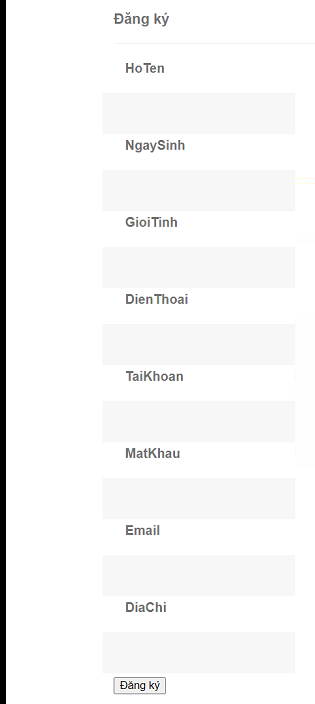 Đăng ký
HoTen
NgaySinh
GioiTinh
DienThoai
TaiKhoan
MatKhau
Email
DiaChi
Đăng ký